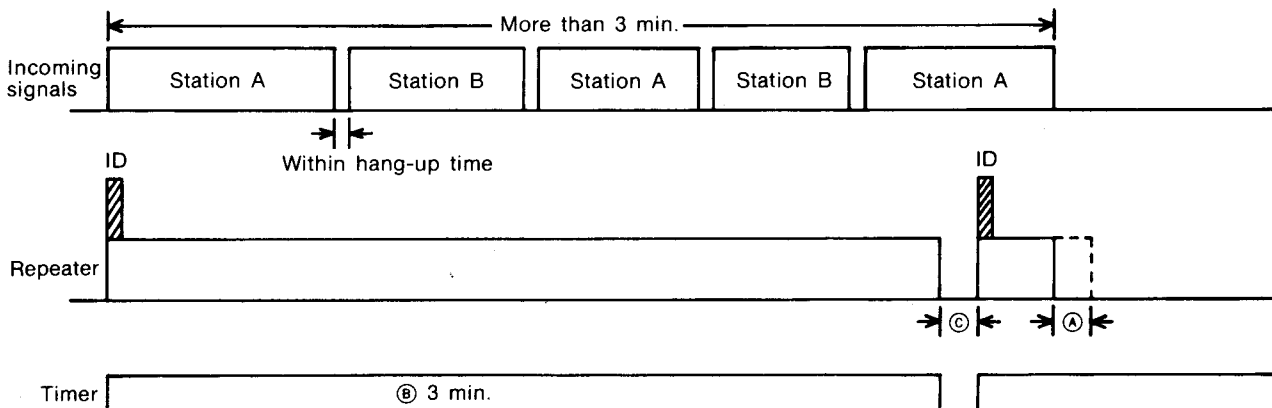 More than 3 min.
Incoming
signals
Station A
Station B
Station A
Station B
Station A
Within hang-up time
ID
ID
Repeater
Ⓒ
Ⓐ
Timer
Ⓑ 3 min.